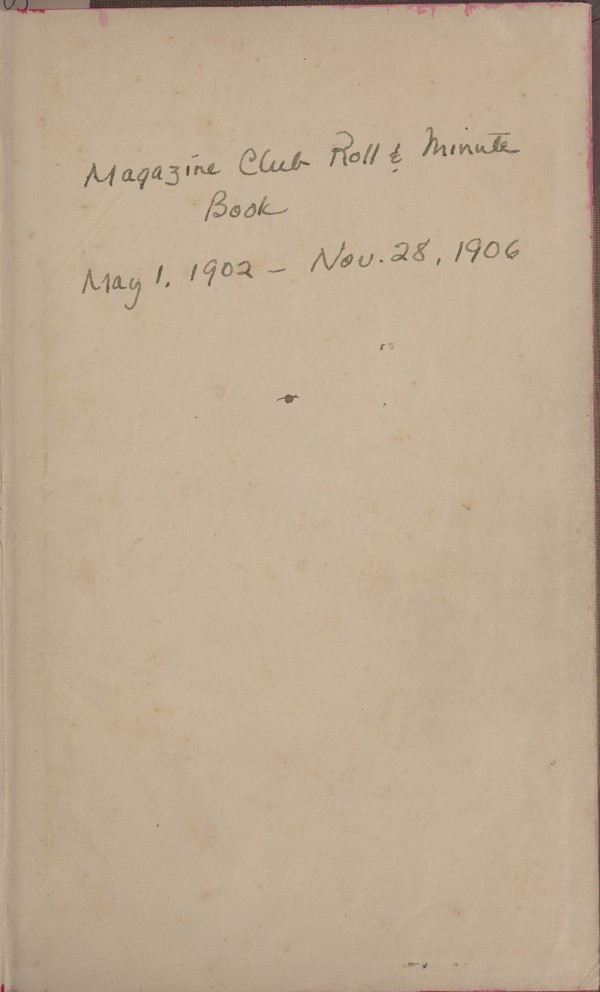 Magazine Club Roll & Minute
Book
May 1, 1902 - Nov. 28, 1906